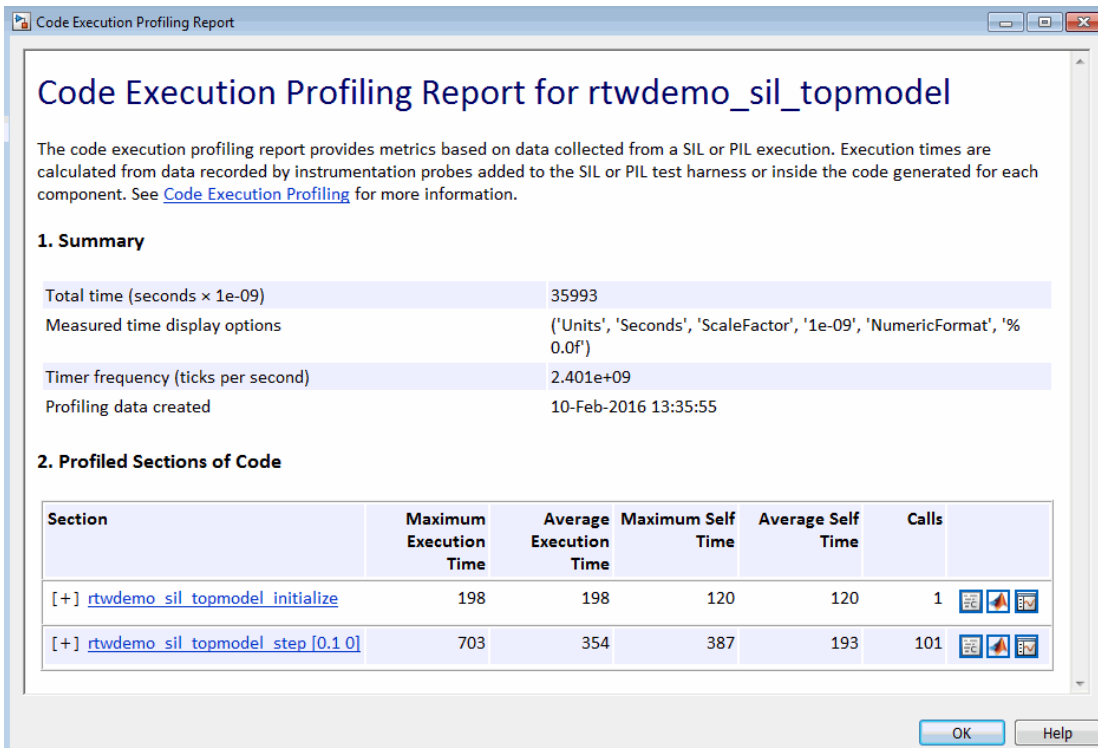 Code Execution Profiling Report
Code Execution Profiling Report for rtwdemo_sil_topmodel
The code execution profiling report provides metrics based on data collected from a SIL or PIL execution. Execution times are
calculated from data recorded by instrumentation probes added to the SIL or PIL test harness or inside the code generated for each
component. See Code Execution Profiling for more information.
1. Summary
Total time (seconds × 1e-09) 35993
Measured time display options ('Units', 'Seconds', 'ScaleFactor', '1e-09', 'NumericFormat', '%
0.0f')
Timer frequency (ticks per second) 2.401e+09
Profiling data created 10-Feb-2016 13:35:55
2. Profiled Sections of Code
Section Maximum Average Maximum Self Average Self Calls
Execution Execution Time Time
Time Time
[+] rtwdemo_sil_topmodel_initialize 198 198 120 120 1
[+] rtwdemo_sil_topmodel_step [0.1 0] 703 354 387 193 101
OK Help